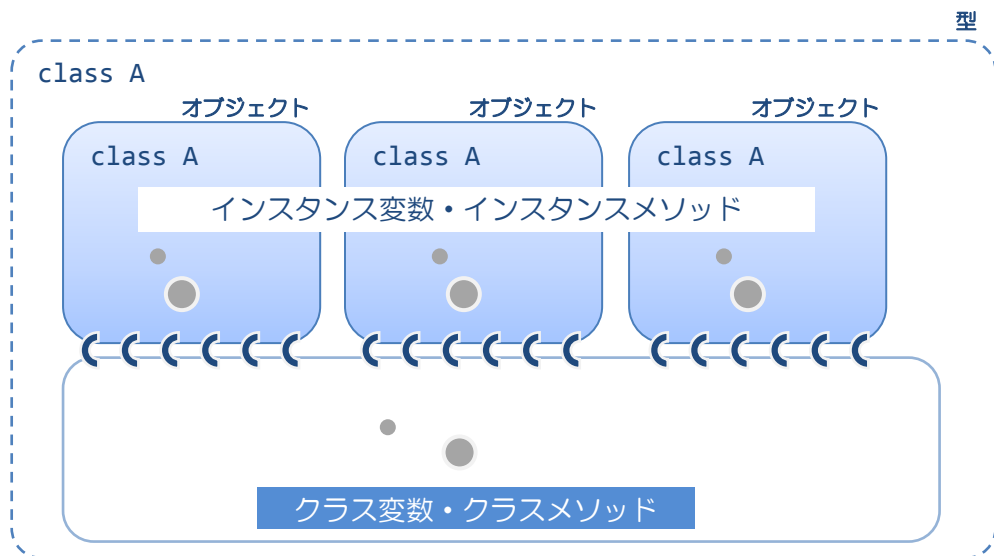 型
class A
オブジェクト オブジェクト オブジェクト
class A class A class A
インスタンス変数・インスタンスメソッド
クラス変数・クラスメソッド